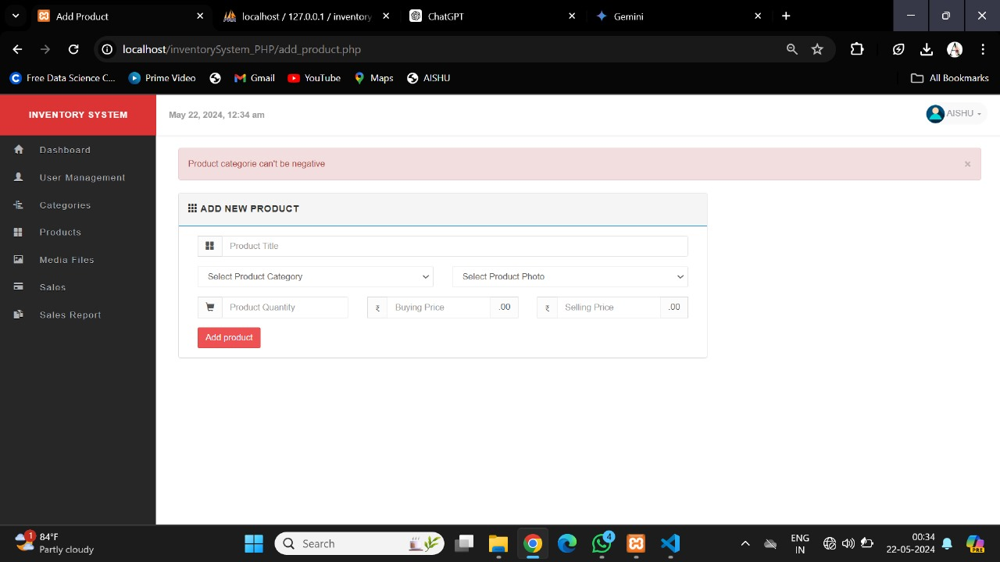 Add Product
localhost / 127.0.0.1 / inventory
ChatGPT
Gemini
localhost/inventorySystem_PHP/add_product.php
Free Data Science C...
Prime Video
Gmail
YouTube
Maps
AISHU
All Bookmarks
INVENTORY SYSTEM
May 22, 2024, 12:34 am
AISHU
Dashboard
User Management
Categories
Products
Media Files
Sales
Sales Report
Product categorie can't be negative
×
ADD NEW PRODUCT
Product Title
Select Product Category
Select Product Photo
Product Quantity
₹ Buying Price .00
₹ Selling Price .00
Add product
1
84°F
Partly cloudy
Search
4
ENG
IN
00:34
22-05-2024
PRE